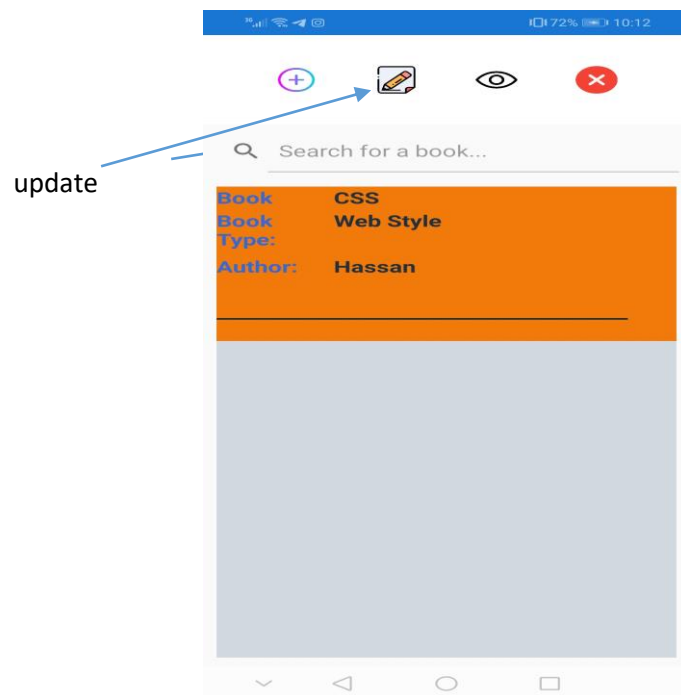 72% 10:12
Search for a book...
update
Book CSS
Book Web Style
Type:
Author: Hassan